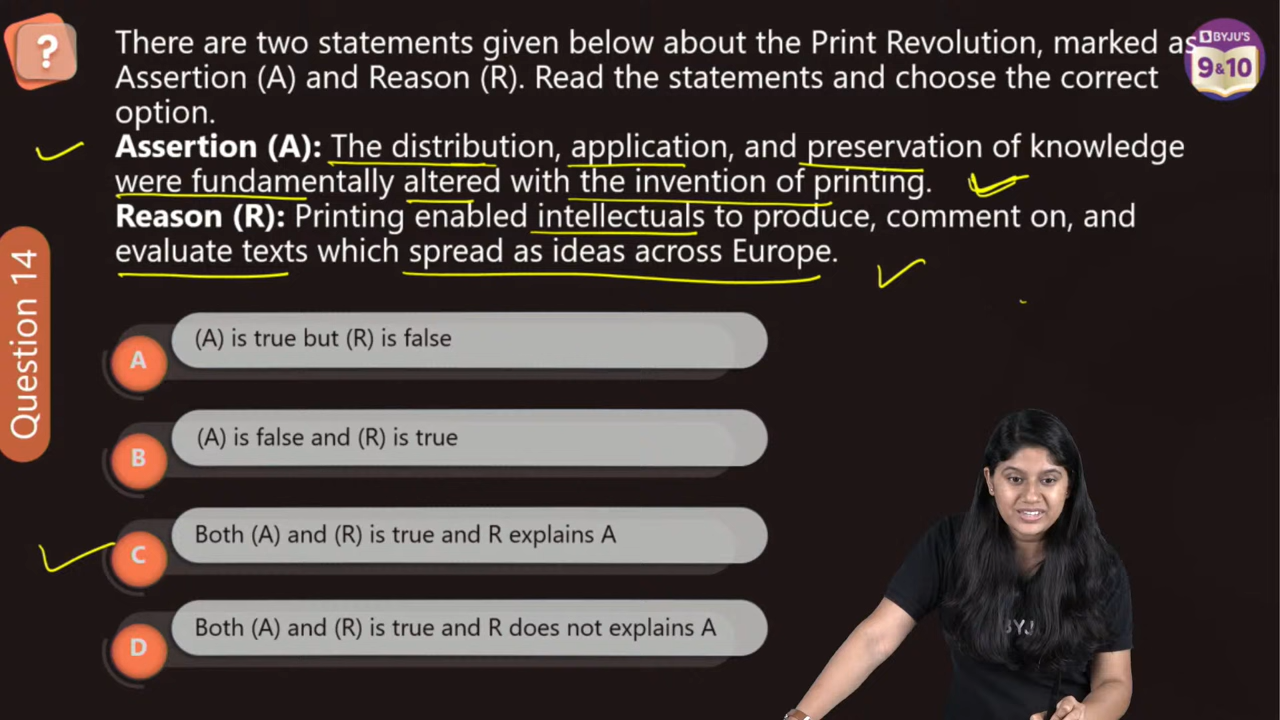 ?
There are two statements given below about the Print Revolution, marked as
Assertion (A) and Reason (R). Read the statements and choose the correct
option.
Assertion (A): The distribution, application, and preservation of knowledge
were fundamentally altered with the invention of printing.
Reason (R): Printing enabled intellectuals to produce, comment on, and
evaluate texts which spread as ideas across Europe.
BYJU'S
9&10
Question 14
A
(A) is true but (R) is false
B
(A) is false and (R) is true
C
Both (A) and (R) is true and R explains A
D
Both (A) and (R) is true and R does not explains A
BYJ